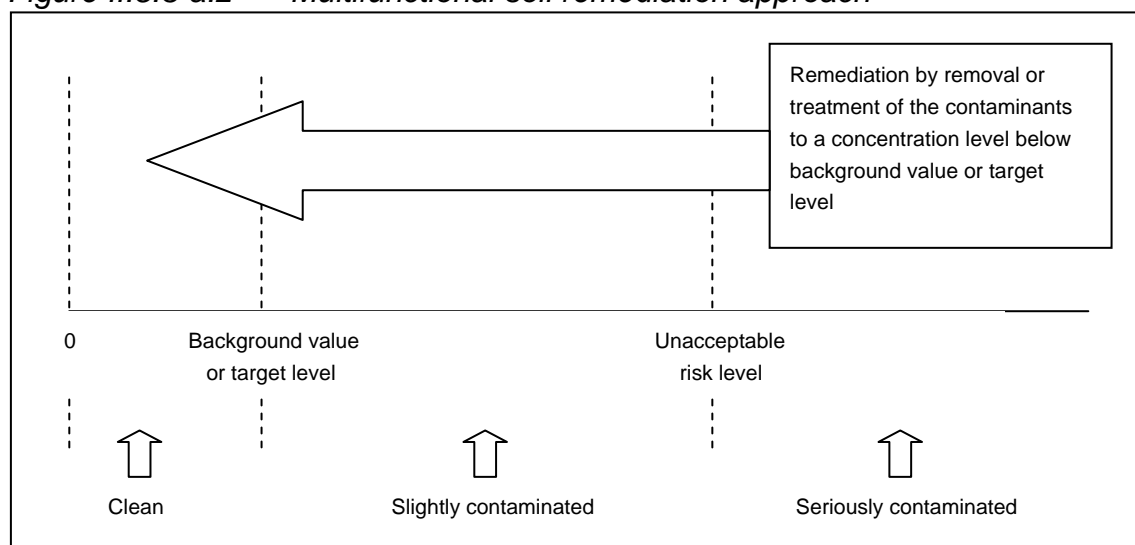 Multifunctional soil remediation approach
Remediation by removal or
treatment of the contaminants
to a concentration level below
background value or target
level
0
Background value
or target level
Unacceptable
risk level
Clean
Slightly contaminated
Seriously contaminated